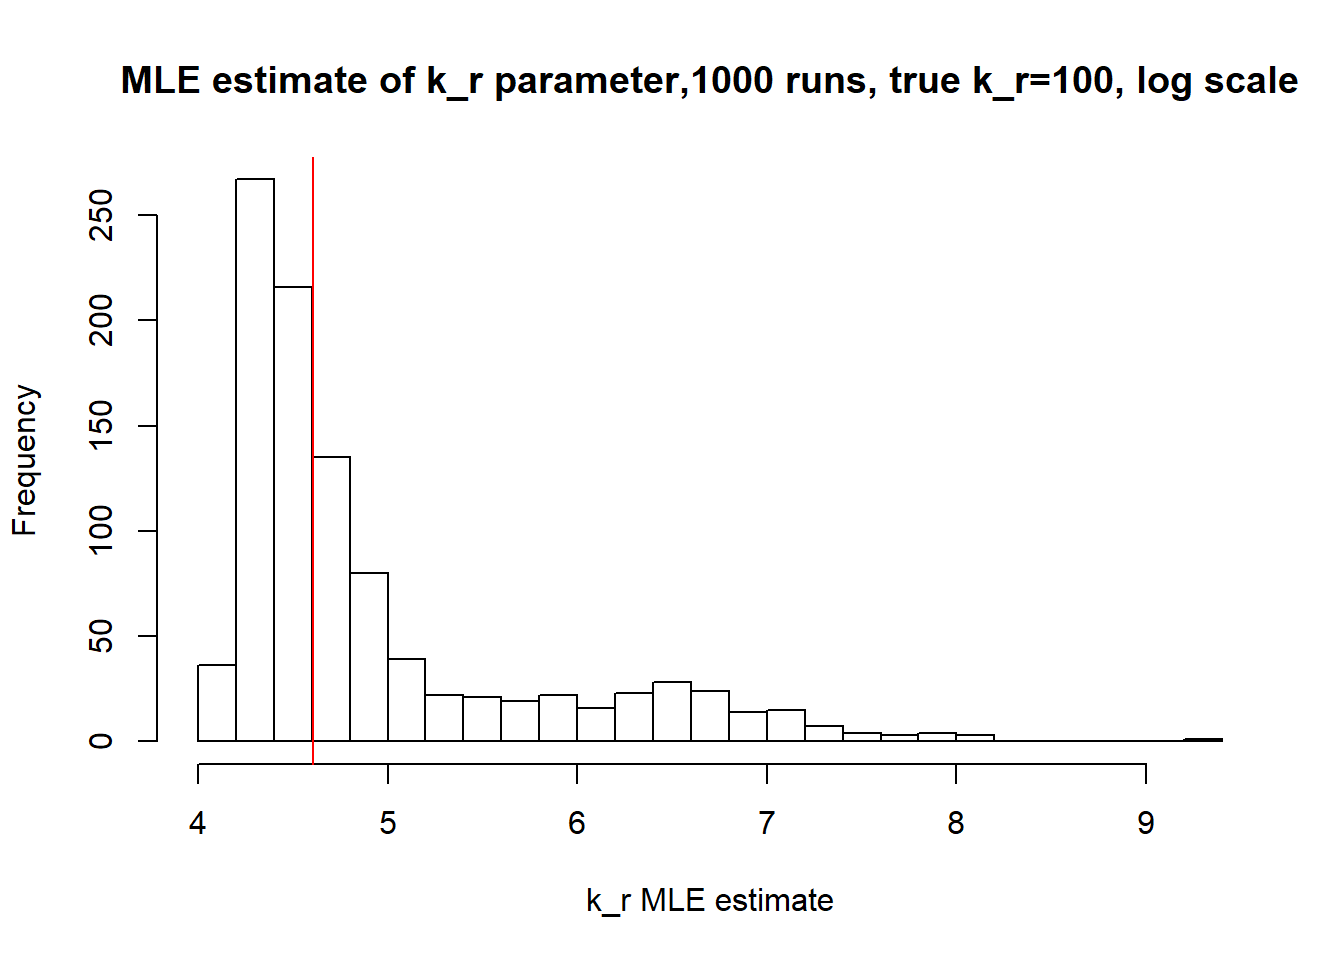 MLE estimate of k_r parameter,1000 runs, true k_r=100, log scale
Frequency
250
200
150
100
50
0
4 5 6 7 8 9
k_r MLE estimate